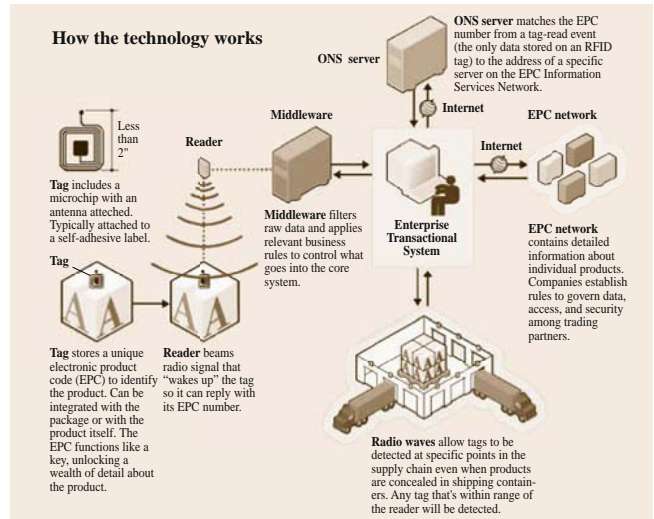 How the technology works
ONS server
ONS server matches the EPC
number from a tag-read event
(the only data stored on an RFID
tag) to the address of a specific
server on the EPC Information
Services Network.
Internet
Less
than
2"
Tag includes a
microchip with an
antenna atteched.
Typically attached to
a self-adhesive label.
Reader
Middleware
Middleware filters
raw data and applies
relevant business
rules to control what
goes into the core
system.
Enterprise
Transactional
System
Internet
EPC network
EPC network
contains detailed
information about
individual products.
Companies establish
rules to govern data,
access, and security
among trading
partners.
Tag
AA
AA
Tag stores a unique
electronic product
code (EPC) to identify
the product. Can be
integrated with the
package or with the
product itself. The
EPC functions like a
key, unlocking a
wealth of detail about
the product.
Reader beams
radio signal that
“wakes up” the tag
so it can reply with
its EPC number.
Radio waves allow tags to be
detected at specific points in the
supply chain even when products
are concealed in shipping contain-
ers. Any tag that's within range of
the reader will be detected.